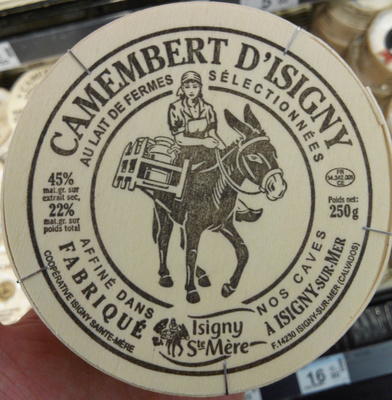 CAMEMBERT D'ISIGNY
AU LAIT DE FERMES SÉLECTIONNÉES
45%
mat.gr. sur
extrait sec,
22%
mat.gr. sur
poids total
FR
14.342.001
CE
Poids net:
250g
AFFINÉ DANS NOS CAVES
FABRIQUÉ À ISIGNY-SUR-MER
Isigny
Ste Mère
COOPÉRATIVE ISIGNY SAINTE-MÈRE
F.14230 ISIGNY-SUR-MER (CALVADOS)
16